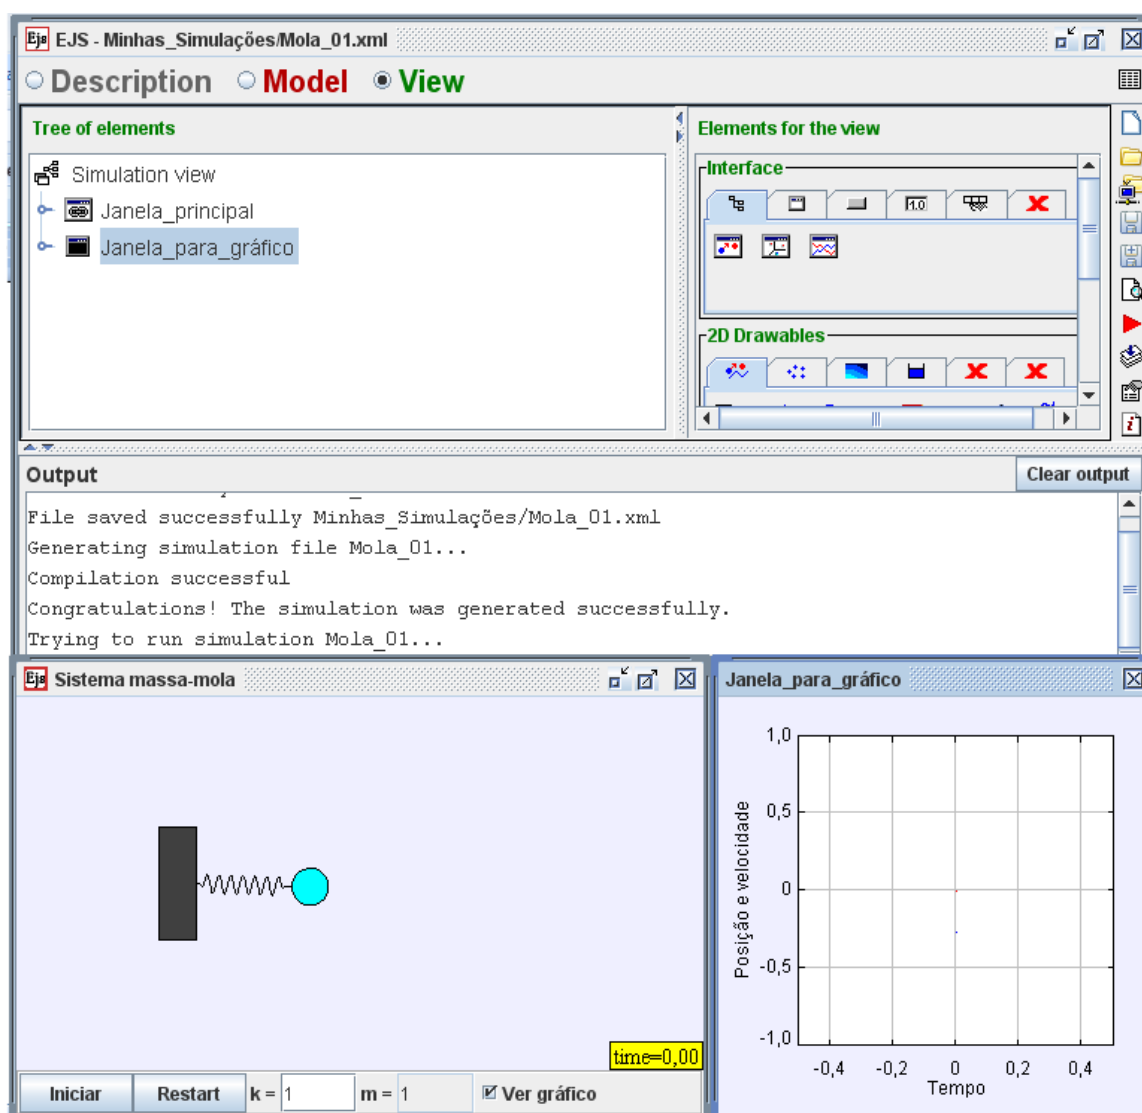 Ejs EJS - Minhas_Simulações/Mola_01.xml
Description Model View
Tree of elements
Simulation view
Janela_principal
Janela_para_gráfico
Elements for the view
Interface
1.0
2D Drawables
Output
Clear output
File saved successfully Minhas_Simulações/Mola_01.xml
Generating simulation file Mola_01...
Compilation successful
Congratulations! The simulation was generated successfully.
Trying to run simulation Mola_01...
Ejs Sistema massa-mola
time=0,00
Iniciar Restart k = 1 m = 1 Ver gráfico
Janela_para_gráfico
1,0
0,5
0
-0,5
-1,0
Posição e velocidade
-0,4 -0,2 0 0,2 0,4
Tempo